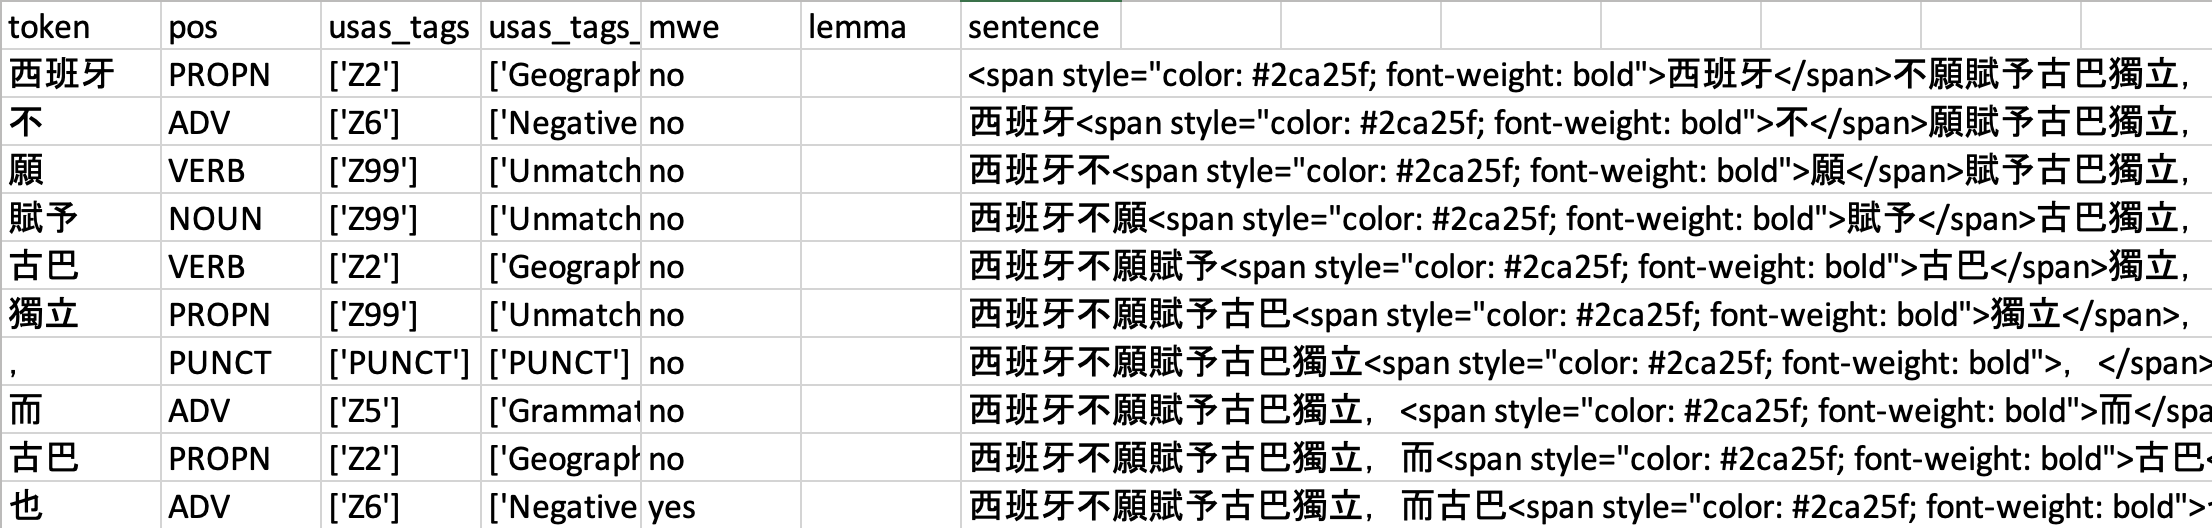 token pos usas_tags usas_tags_ mwe lemma sentence
西班牙 PROPN ['Z2'] ['Geograph no <span style="color: #2ca25f; font-weight: bold">西班牙</span>不願賦予古巴獨立，
不 ADV ['Z6'] ['Negative no 西班牙<span style="color: #2ca25f; font-weight: bold">不</span>願賦予古巴獨立，
願 VERB ['Z99'] ['Unmatch no 西班牙不<span style="color: #2ca25f; font-weight: bold">願</span>賦予古巴獨立，
賦予 NOUN ['Z99'] ['Unmatch no 西班牙不願<span style="color: #2ca25f; font-weight: bold">賦予</span>古巴獨立，
古巴 VERB ['Z2'] ['Geograph no 西班牙不願賦予<span style="color: #2ca25f; font-weight: bold">古巴</span>獨立，
獨立 PROPN ['Z99'] ['Unmatch no 西班牙不願賦予古巴<span style="color: #2ca25f; font-weight: bold">獨立</span>，
， PUNCT ['PUNCT'] ['PUNCT'] no 西班牙不願賦予古巴獨立<span style="color: #2ca25f; font-weight: bold">，</span>
而 ADV ['Z5'] ['Grammat no 西班牙不願賦予古巴獨立，<span style="color: #2ca25f; font-weight: bold">而</spa
古巴 PROPN ['Z2'] ['Geograph no 西班牙不願賦予古巴獨立，而<span style="color: #2ca25f; font-weight: bold">古巴<
也 ADV ['Z6'] ['Negative yes 西班牙不願賦予古巴獨立，而古巴<span style="color: #2ca25f; font-weight: bold">